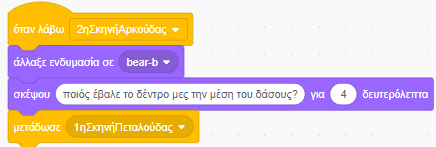 όταν λάβω 2ηΣκηνήΑρκούδας
άλλαξε ενδυμασία σε bear-b
σκέψου ποιός έβαλε το δέντρο μες την μέση του δάσους? για 4 δευτερόλεπτα
μετάδωσε 1ηΣκηνήΠεταλούδας